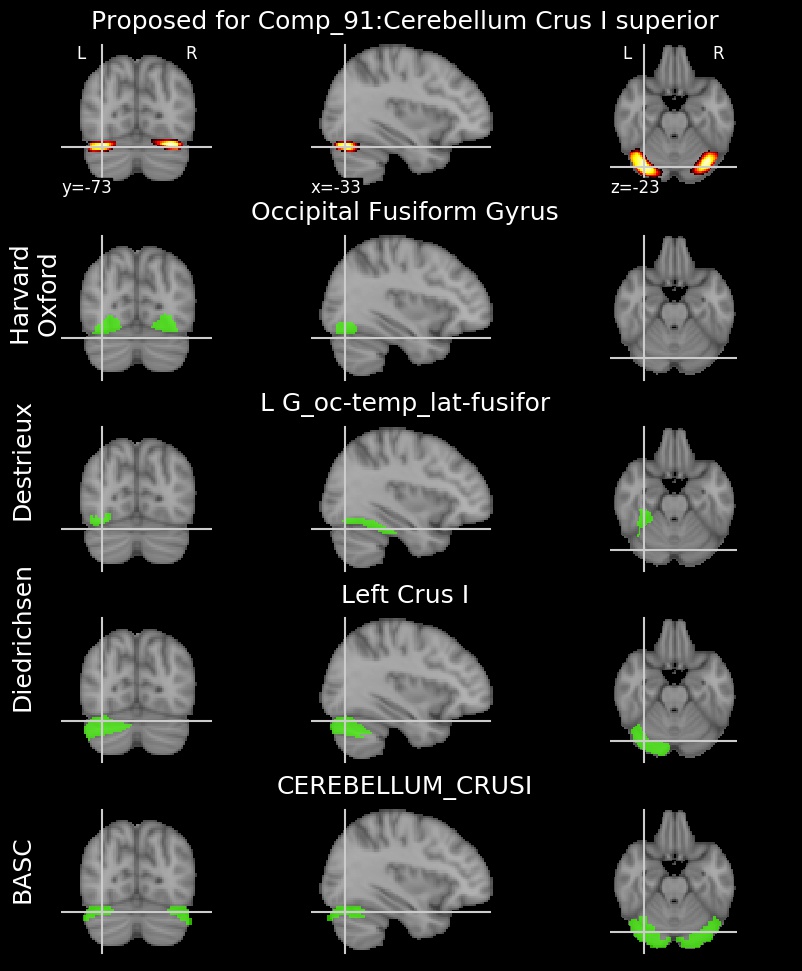 Proposed for Comp_91:Cerebellum Crus I superior
L R L R
y=-73 x=-33 z=-23
Occipital Fusiform Gyrus
Harvard
Oxford
L G_oc-temp_lat-fusifor
Destrieux
Left Crus I
Diedrichsen
CEREBELLUM_CRUSI
BASC